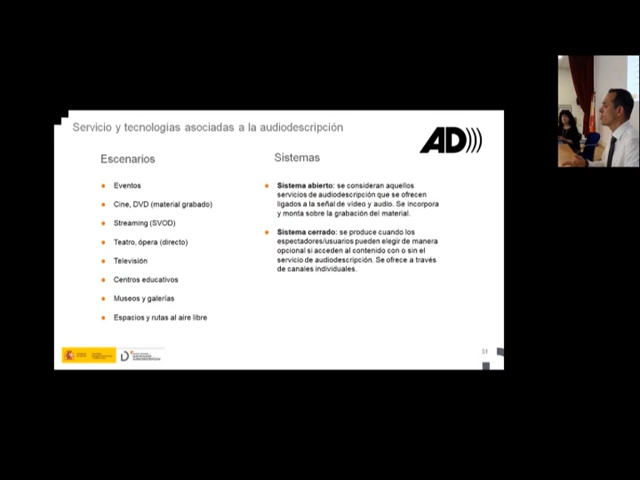 Servicio y tecnologías asociadas a la audiodescripción
AD
Escenarios
Eventos
Cine, DVD (material grabado)
Streaming (SVOD)
Teatro, ópera (directo)
Televisión
Centros educativos
Museos y galerías
Espacios y rutas al aire libre
Sistemas
Sistema abierto: se consideran aquellos
servicios de audiodescripción que se ofrecen
ligados a la señal de vídeo y audio. Se incorpora
y monta sobre la grabación del material.
Sistema cerrado: se produce cuando los
espectadores/usuarios pueden elegir de manera
opcional si acceden al contenido con o sin el
servicio de audiodescripción. Se ofrece a través
de canales individuales.